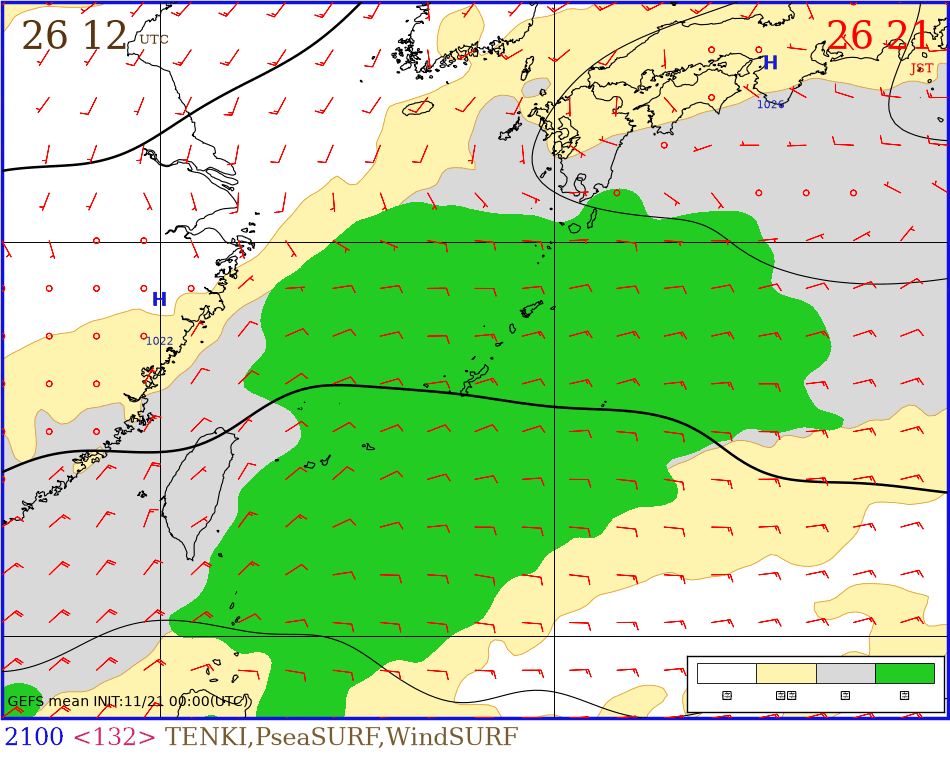 26 12 UTC
26 21
JST
H
1026
H
1022
GEFS mean INIT:11/21 00:00(UTC)
2100 <132> TENKI,PseaSURF,WindSURF